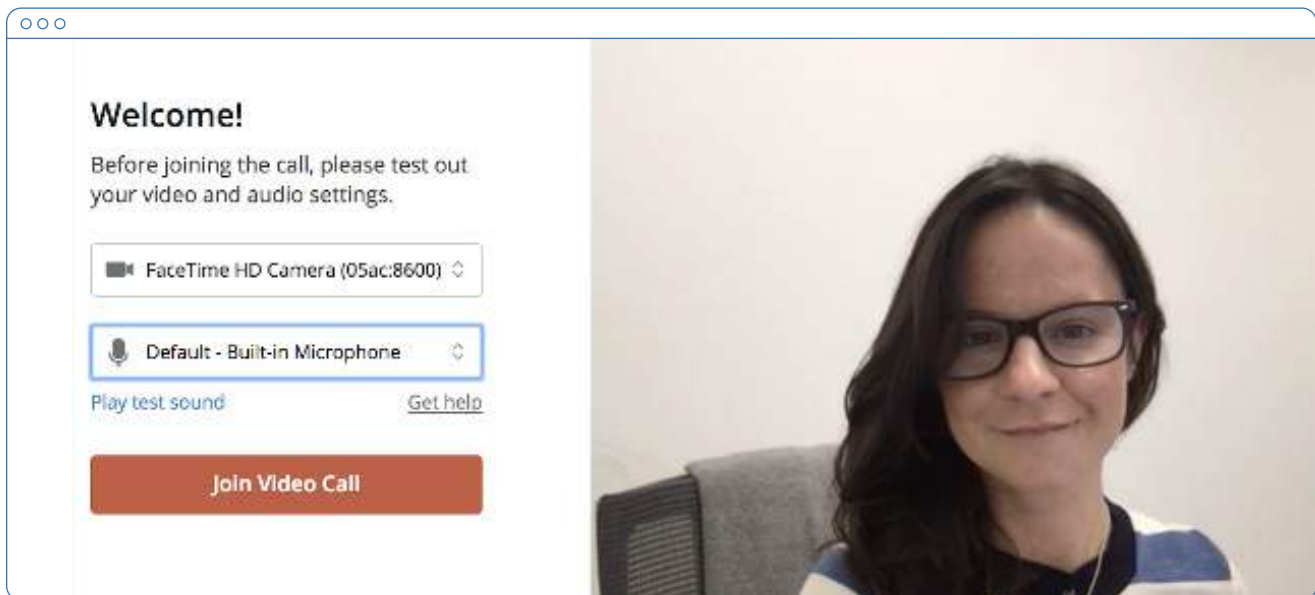 Welcome!
Before joining the call, please test out
your video and audio settings.
FaceTime HD Camera (05ac:8600)
Default - Built-in Microphone
Play test sound Get help
Join Video Call